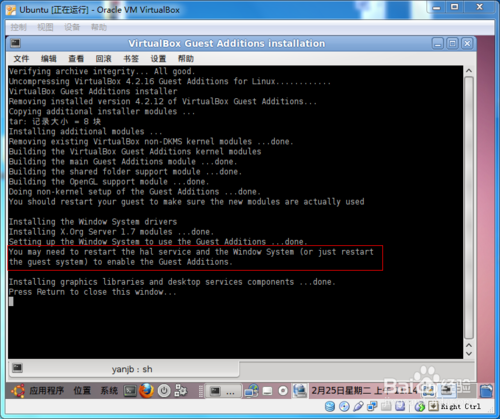 Ubuntu [正在运行] - Oracle VM VirtualBox
控制 视图 设备 帮助
VirtualBox Guest Additions installation
文件 编辑 查看 回滚 书签 设置 帮助
Verifying archive integrity... All good.
Uncompressing VirtualBox 4.2.16 Guest Additions for Linux............
VirtualBox Guest Additions installer
Removing installed version 4.2.12 of VirtualBox Guest Additions...
Copying additional installer modules ...
tar: 记录大小 = 8 块
Installing additional modules ...
Removing existing VirtualBox non-DKMS kernel modules ...done.
Building the VirtualBox Guest Additions kernel modules
Building the main Guest Additions module ...done.
Building the shared folder support module ...done.
Building the OpenGL support module ...done.
Doing non-kernel setup of the Guest Additions ...done.
You should restart your guest to make sure the new modules are actually used
Installing the Window System drivers
Installing X.Org Server 1.7 modules ...done.
Setting up the Window System to use the Guest Additions ...done.
You may need to restart the hal service and the Window System (or just restart
the guest system) to enable the Guest Additions.
Installing graphics libraries and desktop services components ...done.
Press Return to close this window...
yanjb : sh
应用程序 位置 系统 ... 2月25日星期二 上
Right Ctrl